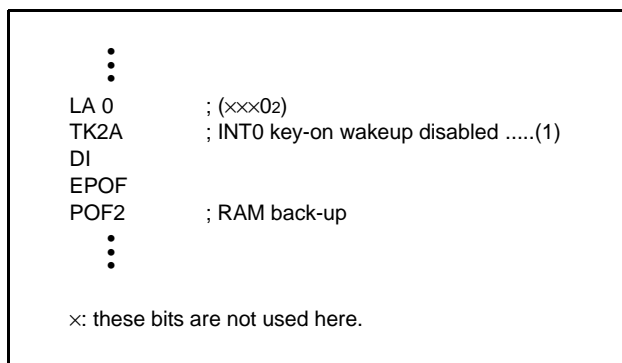 LA 0 ; (×××0₂)
TK2A ; INT0 key-on wakeup disabled .....(1)
DI
EPOF
POF2 ; RAM back-up
×: these bits are not used here.